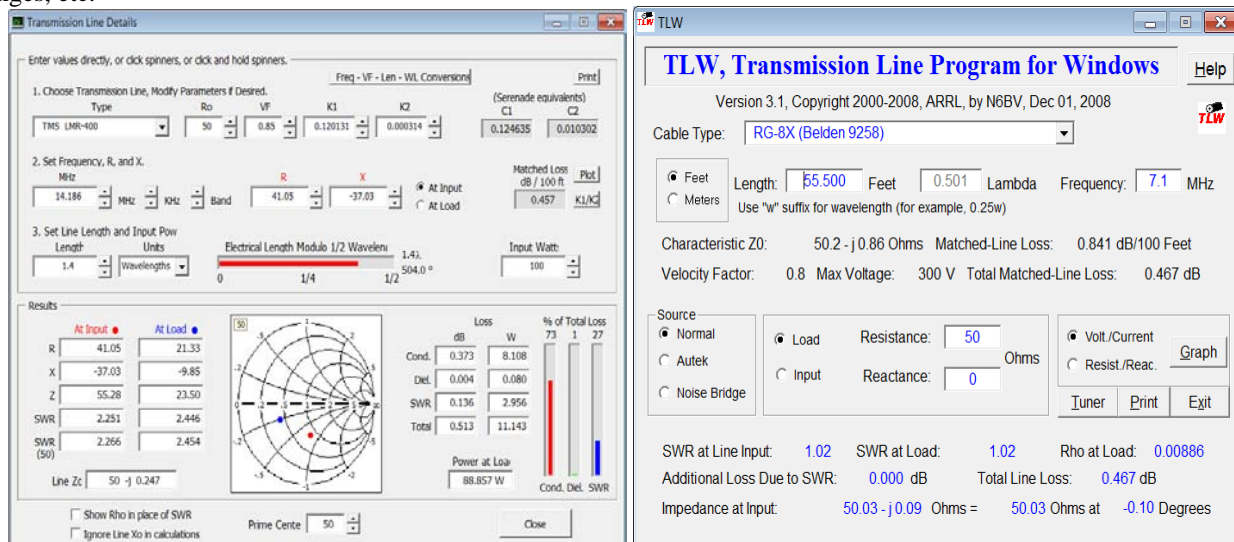 nges, etc.
Transmission Line Details
Enter values directly, or click spinners, or click and hold spinners.
Freq - VF - Len - WL Conversions
Print
1. Choose Transmission Line, Modify Parameters if Desired.
(Serenade equivalents)
Type Ro VF K1 K2 C1 C2
TMS LMR-400 50 0.85 0.120131 0.000314 0.124635 0.010302
2. Set Frequency, R, and X.
MHz R X
Matched Loss
dB / 100 ft
Plot
14.186 MHz KHz Band 41.05 -37.03
At Input
At Load
0.457 K1/K2
3. Set Line Length and Input Pow
Length Units Electrical Length Modulo 1/2 Wavelen Input Watt
1.4 Wavelengths 1.4λ 100
504.0 °
0 1/4 1/2
Results
At Input At Load
R 41.05 21.33
X -37.03 -9.85
Z 55.28 23.50
SWR 2.251 2.446
SWR (50) 2.266 2.454
Line Zc 50 -j 0.247
50
Loss
dB W
Cond. 0.373 8.108
Diel. 0.004 0.080
SWR 0.136 2.956
Total 0.513 11.143
Power at Loa
88.857 W
% of Total Loss
73 1 27
Cond. Diel. SWR
Show Rho in place of SWR
Ignore Line Xo in calculations
Prime Cente 50
Close
TLW
TLW, Transmission Line Program for Windows
Help
Version 3.1, Copyright 2000-2008, ARRL, by N6BV, Dec 01, 2008
TLW
Cable Type: RG-8X (Belden 9258)
Feet
Meters
Length: 55.500 Feet 0.501 Lambda Frequency: 7.1 MHz
Use "w" suffix for wavelength (for example, 0.25w)
Characteristic Z0: 50.2 - j 0.86 Ohms Matched-Line Loss: 0.841 dB/100 Feet
Velocity Factor: 0.8 Max Voltage: 300 V Total Matched-Line Loss: 0.467 dB
Source
Normal
Autek
Noise Bridge
Load
Input
Resistance: 50
Ohms
Reactance: 0
Volt./Current
Resist./Reac.
Graph
Tuner Print Exit
SWR at Line Input: 1.02 SWR at Load: 1.02 Rho at Load: 0.00886
Additional Loss Due to SWR: 0.000 dB Total Line Loss: 0.467 dB
Impedance at Input: 50.03 - j 0.09 Ohms = 50.03 Ohms at -0.10 Degrees